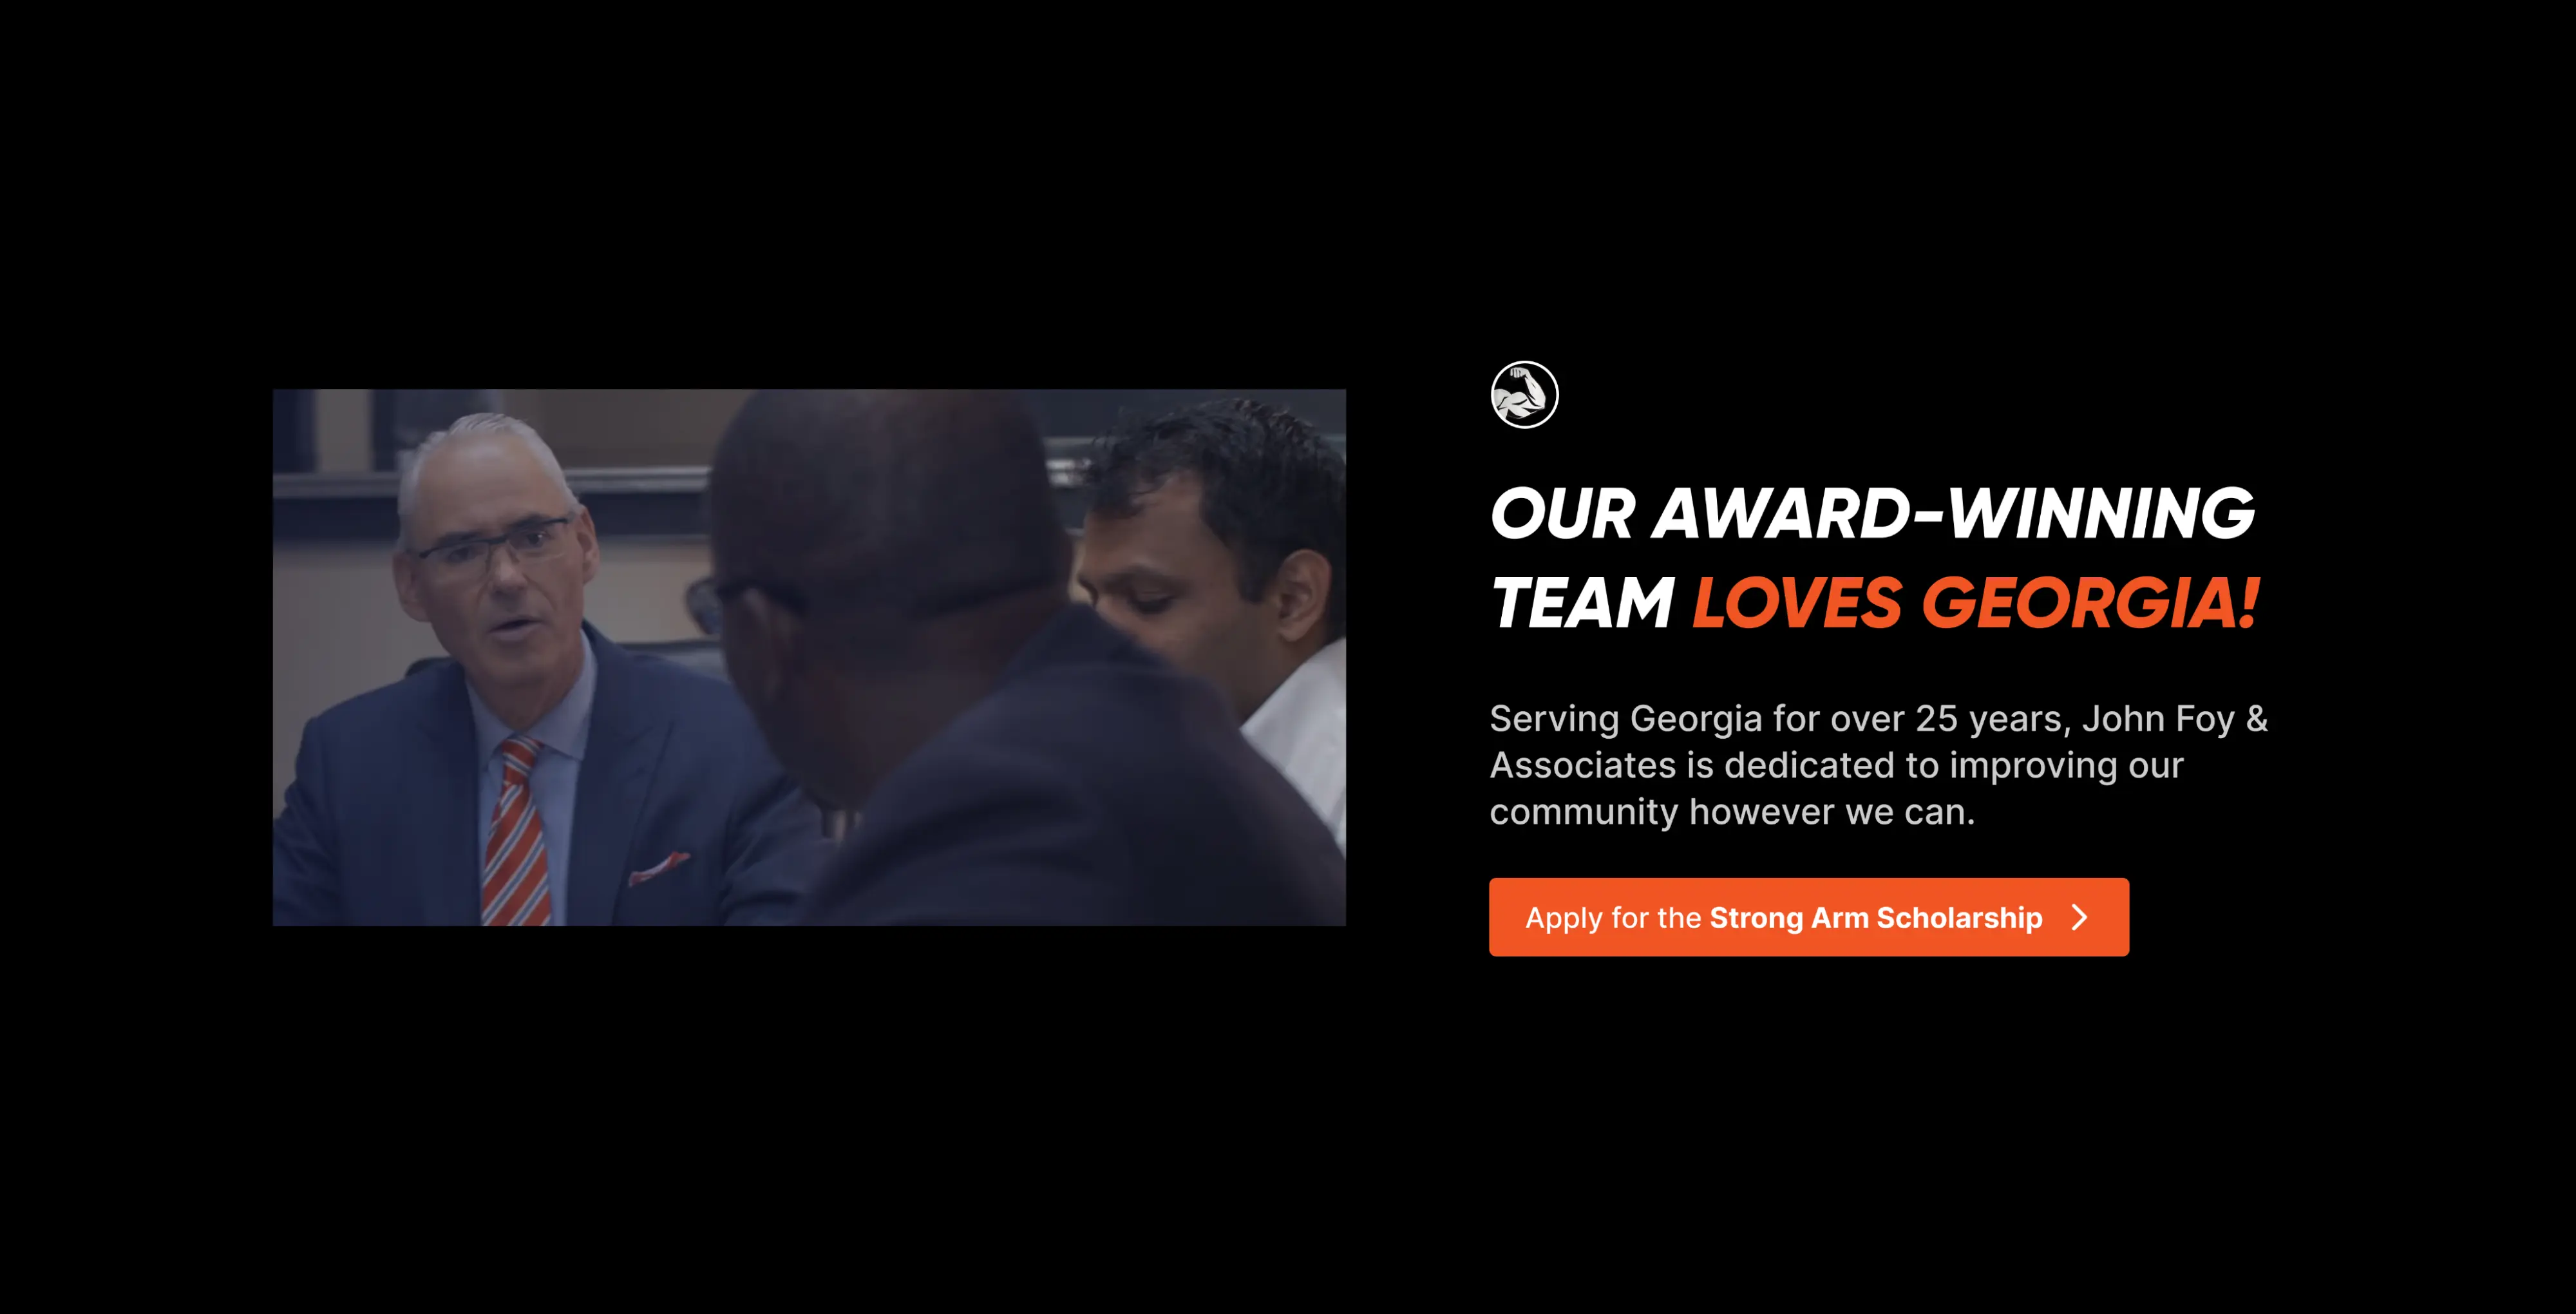 OUR AWARD-WINNING
TEAM LOVES GEORGIA!
Serving Georgia for over 25 years, John Foy &
Associates is dedicated to improving our
community however we can.
Apply for the Strong Arm Scholarship